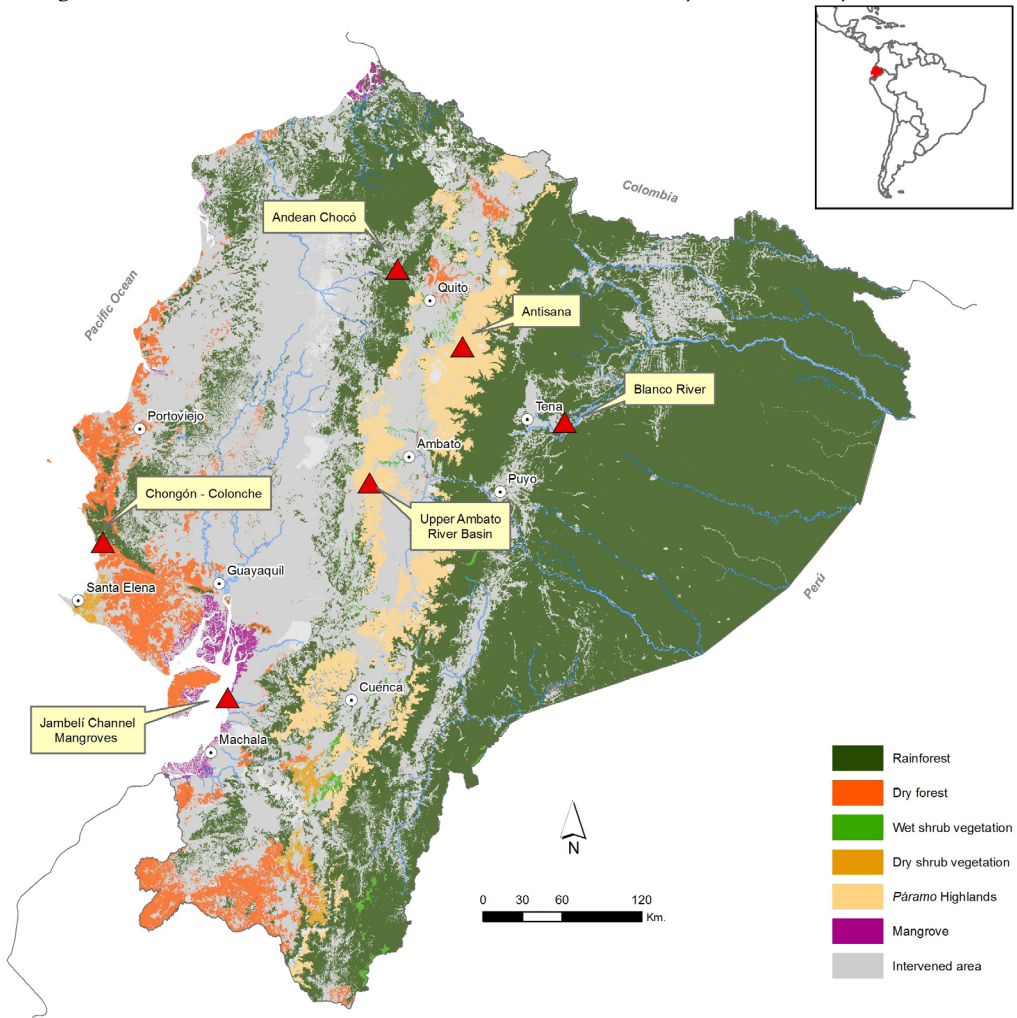 Colombia
Andean Chocó
Pacific Ocean
Quito
Antisana
Blanco River
Tena
Portoviejo
Ambato
Puyo
Chongón - Colonche
Upper Ambato
River Basin
Guayaquil
Santa Elena
Perú
Cuenca
Jambelí Channel
Mangroves
Machala
Rainforest
Dry forest
Wet shrub vegetation
Dry shrub vegetation
Páramo Highlands
Mangrove
Intervened area
N
0 30 60 120
Km.